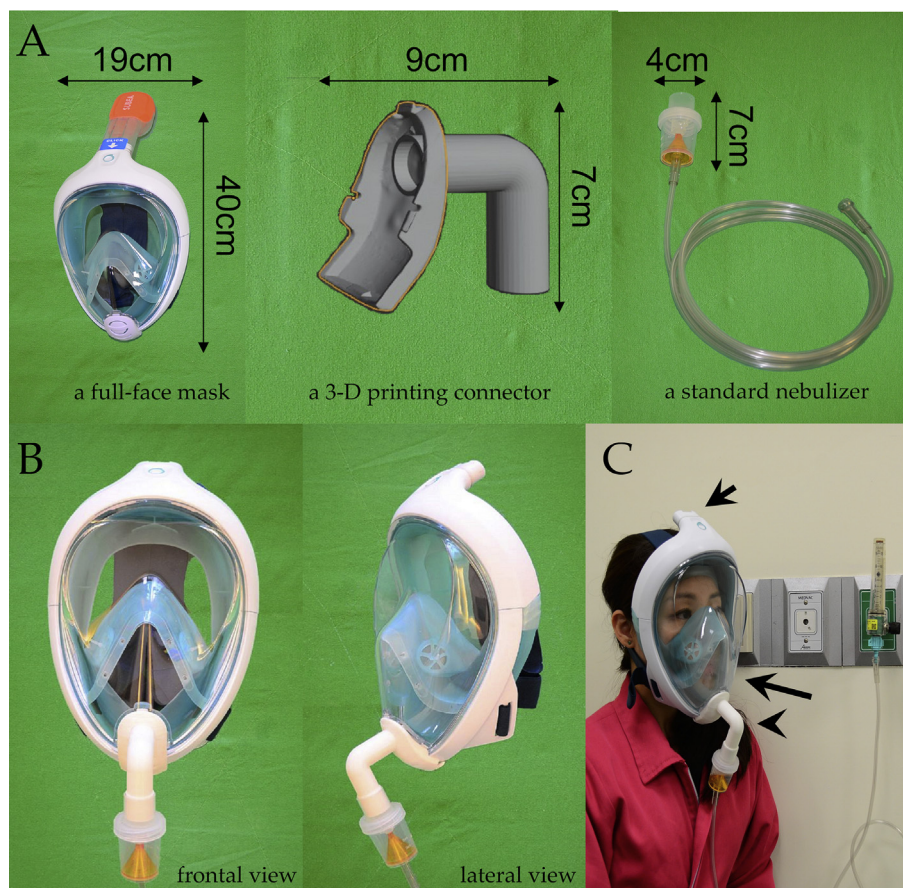 A
19cm
40cm
a full-face mask
9cm
7cm
a 3-D printing connector
4cm
7cm
a standard nebulizer
B
frontal view
lateral view
C